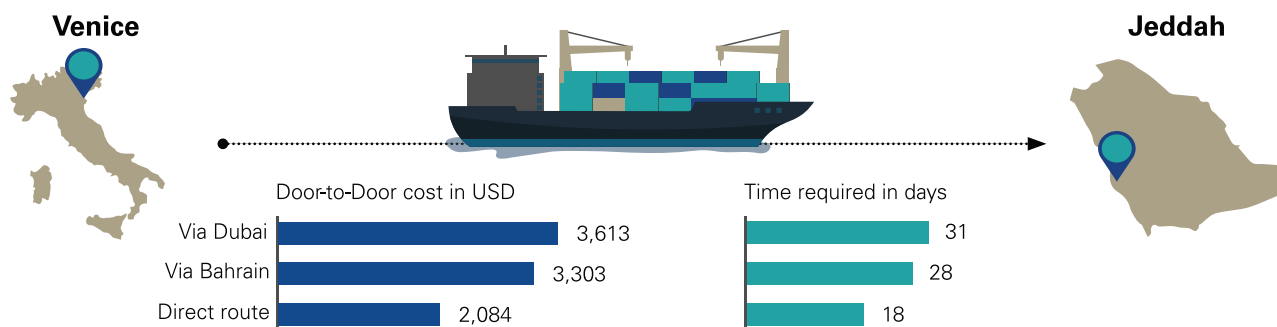 Venice
Jeddah
Door-to-Door cost in USD
Time required in days
Via Dubai 3,613 31
Via Bahrain 3,303 28
Direct route 2,084 18